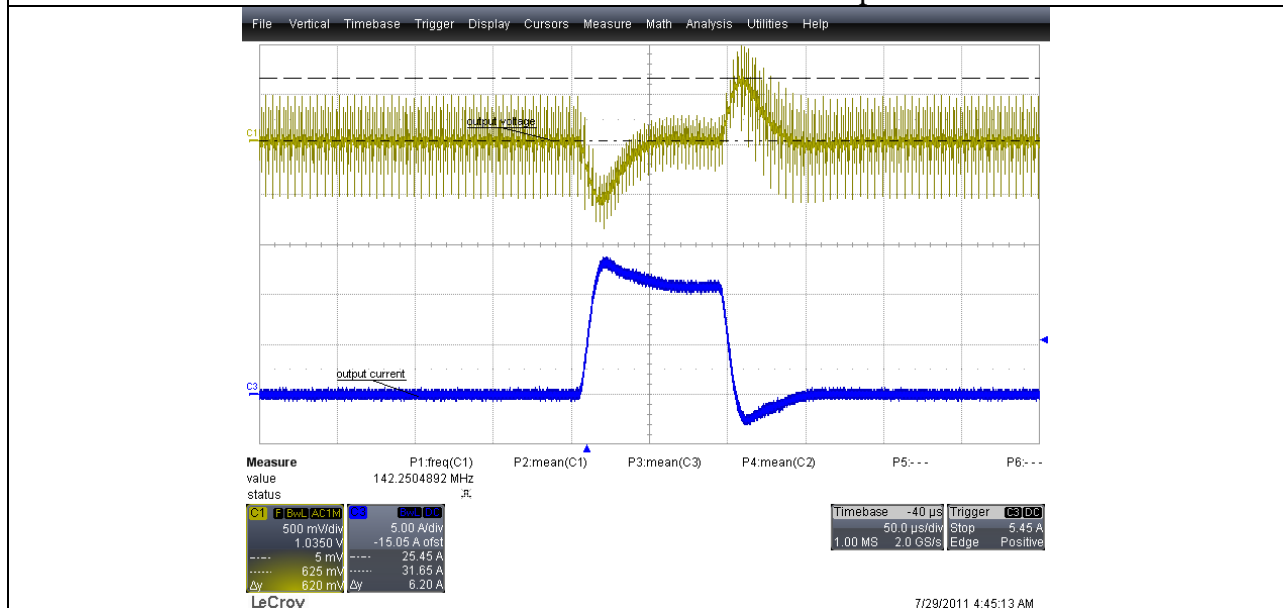 File Vertical Timebase Trigger Display Cursors Measure Math Analysis Utilities Help
C1
output voltage
C3
output current
Measure P1:freq(C1) P2:mean(C1) P3:mean(C3) P4:mean(C2) P5:- - - P6:- - -
value 142.2504892 MHz
status
C1 F BwL AC1M
500 mV/div
1.0350 V
5 mV
625 mV
Δy 620 mV
BwL DC
5.00 A/div
-15.05 A ofst
25.45 A
31.65 A
Δy 6.20 A
Timebase -40 µs
50.0 µs/div
1.00 MS 2.0 GS/s
Trigger C3 DC
Stop 5.45 A
Edge Positive
LeCroy
7/29/2011 4:45:13 AM